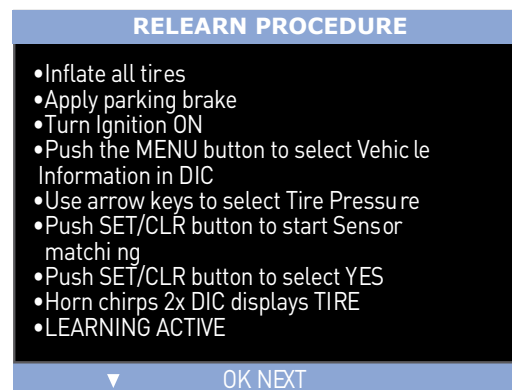 RELEARN PROCEDURE
•Inflate all tires
•Apply parking brake
•Turn Ignition ON
•Push the MENU button to select Vehic le
Information in DIC
•Use arrow keys to select Tire Pressu re
•Push SET/CLR button to start Sensor
matchi ng
•Push SET/CLR button to select YES
•Horn chirps 2x DIC displays TIRE
•LEARNING ACTIVE
▼ OK NEXT